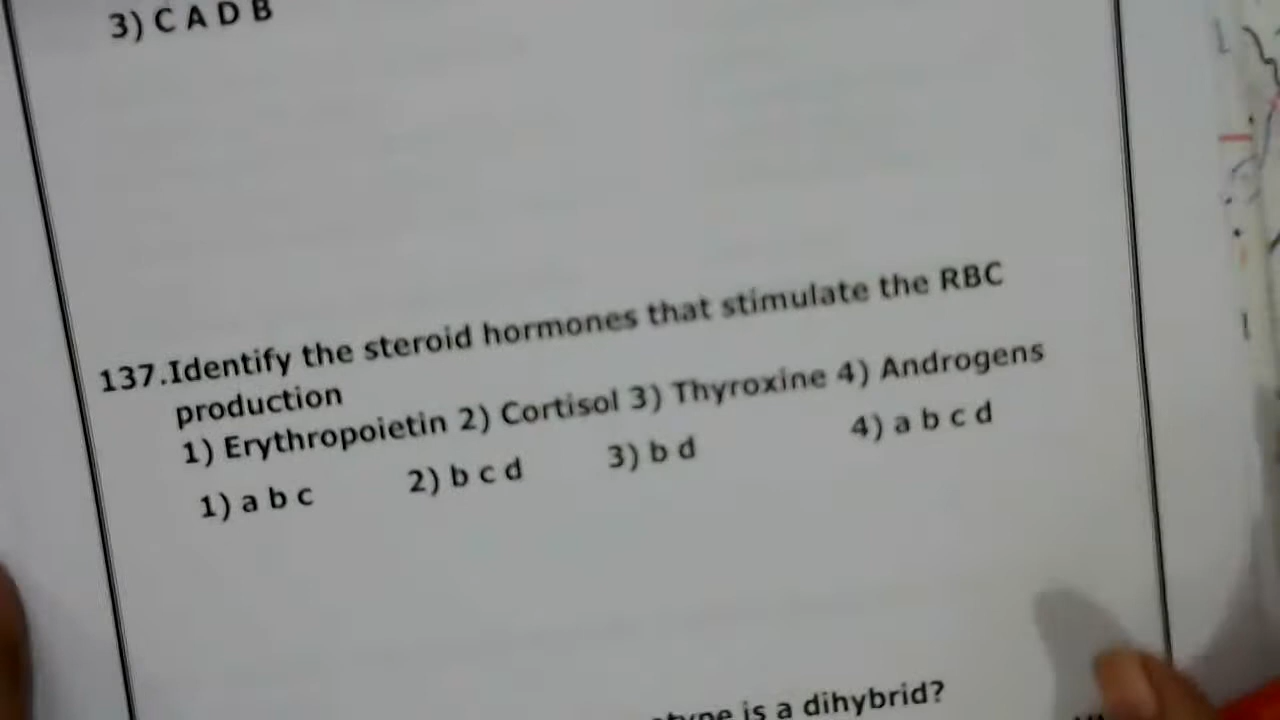 3) C A D B
137.Identify the steroid hormones that stimulate the RBC
production
1) Erythropoietin 2) Cortisol 3) Thyroxine 4) Androgens
1) a b c 2) b c d 3) b d 4) a b c d
is a dihybrid?